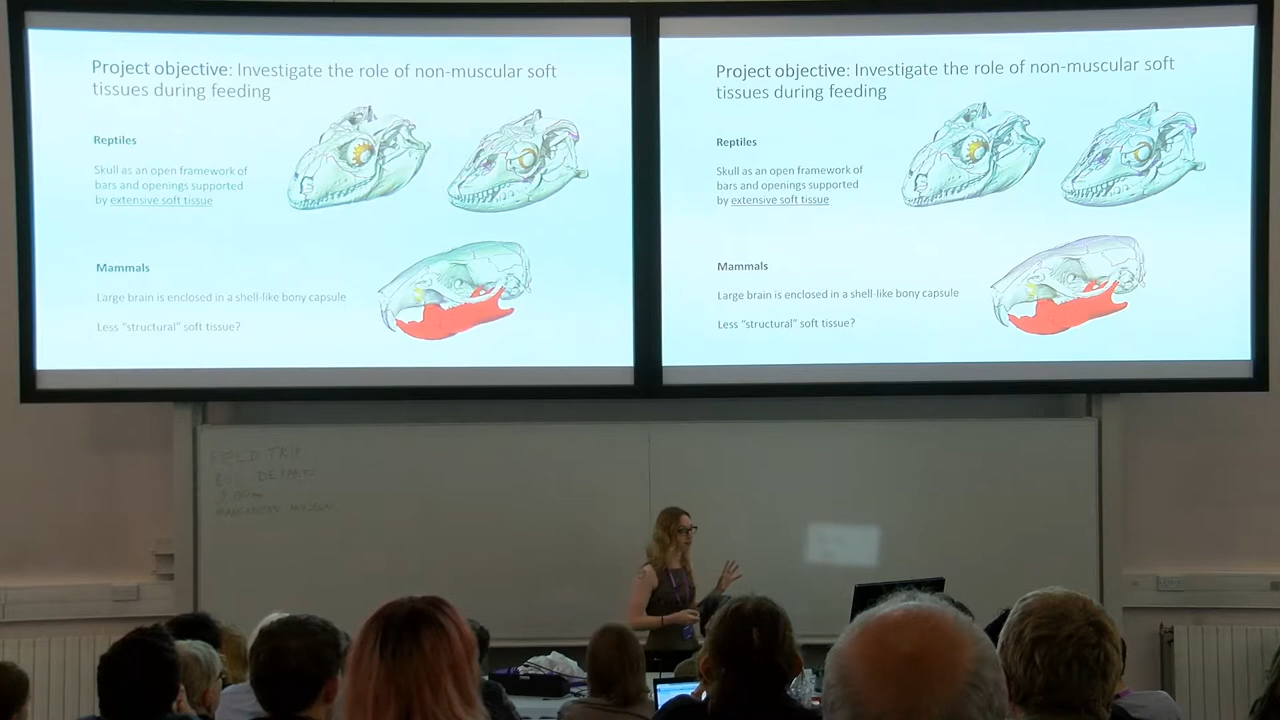 Project objective: Investigate the role of non-muscular soft
tissues during feeding
Reptiles
Skull as an open framework of
bars and openings supported
by extensive soft tissue
Mammals
Large brain is enclosed in a shell-like bony capsule
Less “structural” soft tissue?
Project objective: Investigate the role of non-muscular soft
tissues during feeding
Reptiles
Skull as an open framework of
bars and openings supported
by extensive soft tissue
Mammals
Large brain is enclosed in a shell-like bony capsule
Less “structural” soft tissue?
FIELD TRIP
DEPARTS
MUSEUM